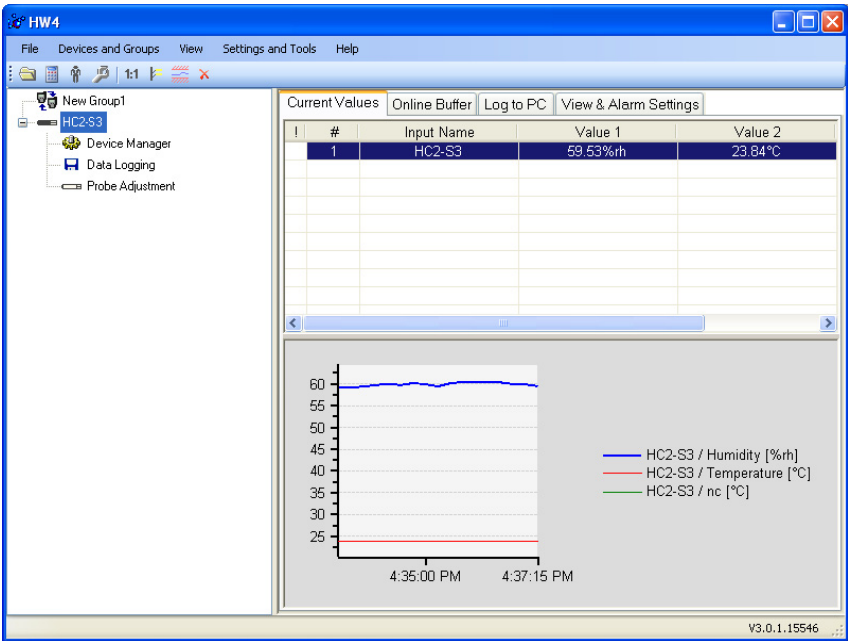 HW4
File Devices and Groups View Settings and Tools Help
1:1
New Group1
HC2-S3
Device Manager
Data Logging
Probe Adjustment
Current Values Online Buffer Log to PC View & Alarm Settings
! # Input Name Value 1 Value 2
1 HC2-S3 59.53%rh 23.84°C
60
55
50
45
40
35
30
25
4:35:00 PM 4:37:15 PM
HC2-S3 / Humidity [%rh]
HC2-S3 / Temperature [°C]
HC2-S3 / nc [°C]
V3.0.1.15546